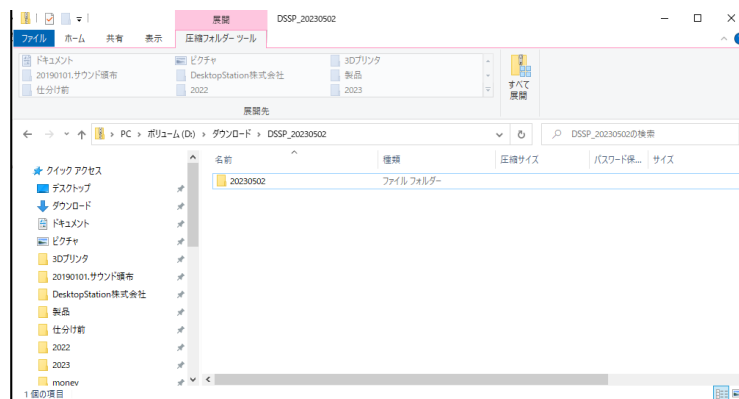 展開
DSSP_20230502
ファイル ホーム 共有 表示 圧縮フォルダー ツール
ドキュメント ピクチャ 3Dプリンタ
20190101.サウンド頒布 DesktopStation株式会社 製品
仕分け前 2022 2023
すべて
展開
展開先
PC › ボリューム (D:) › ダウンロード › DSSP_20230502
DSSP_20230502の検索
名前 種類 圧縮サイズ パスワード保... サイズ
クイック アクセス
20230502 ファイル フォルダー
デスクトップ
ダウンロード
ドキュメント
ピクチャ
3Dプリンタ
20190101.サウンド頒布
DesktopStation株式会社
製品
仕分け前
2022
2023
money
1 個の項目